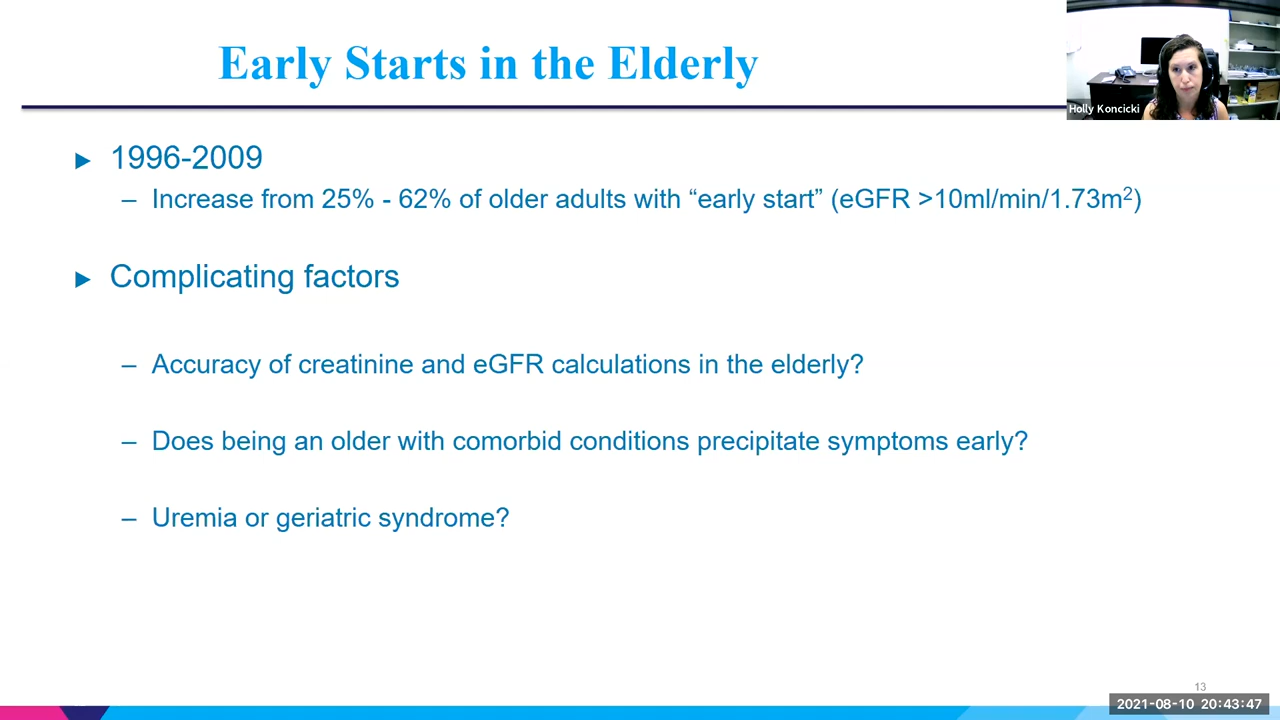 Early Starts in the Elderly
Holly Koncicki
▶ 1996-2009
– Increase from 25% - 62% of older adults with “early start” (eGFR >10ml/min/1.73m²)
▶ Complicating factors
– Accuracy of creatinine and eGFR calculations in the elderly?
– Does being an older with comorbid conditions precipitate symptoms early?
– Uremia or geriatric syndrome?
13
2021-08-10 20:43:47